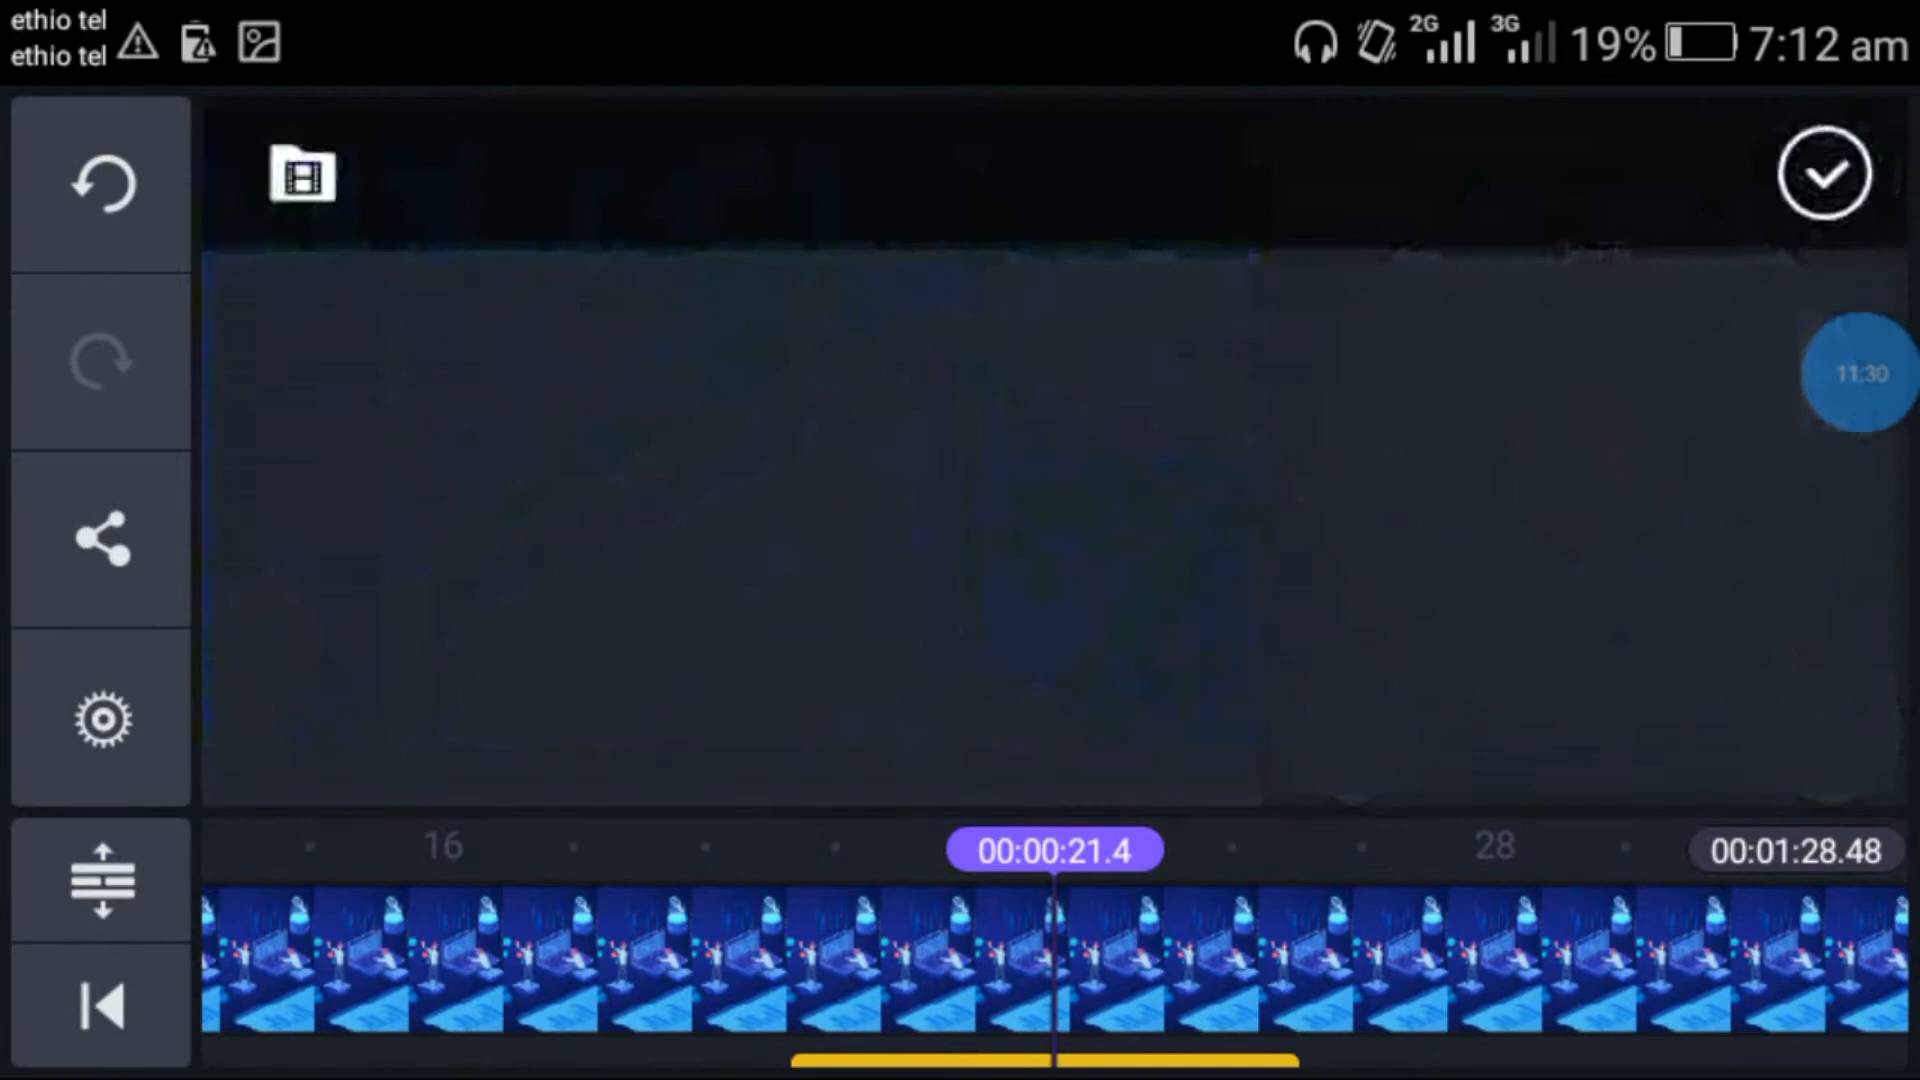 ethio tel
ethio tel
2G
3G
19%
7:12 am
11:30
16
00:00:21.4
28
00:01:28.48